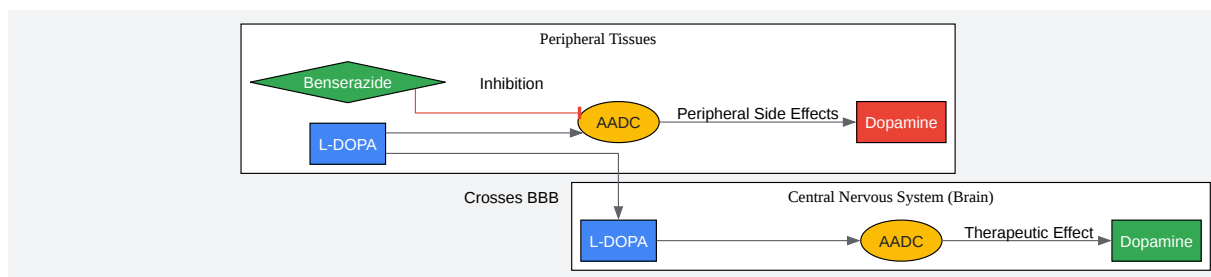 Peripheral Tissues
Benserazide
Inhibition
AADC
Peripheral Side Effects
Dopamine
L-DOPA
Crosses BBB
Central Nervous System (Brain)
L-DOPA
AADC
Therapeutic Effect
Dopamine